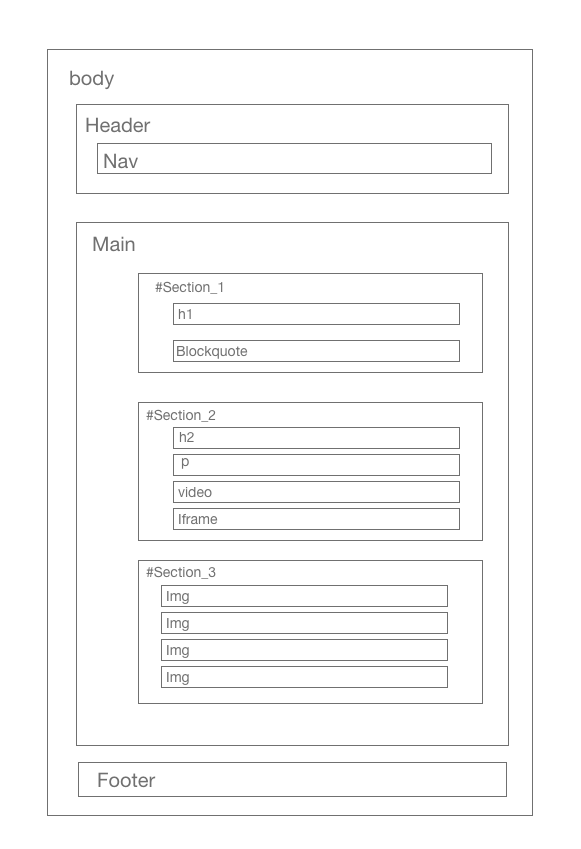 body
Header
Nav
Main
#Section_1
h1
Blockquote
#Section_2
h2
p
video
Iframe
#Section_3
Img
Img
Img
Img
Footer